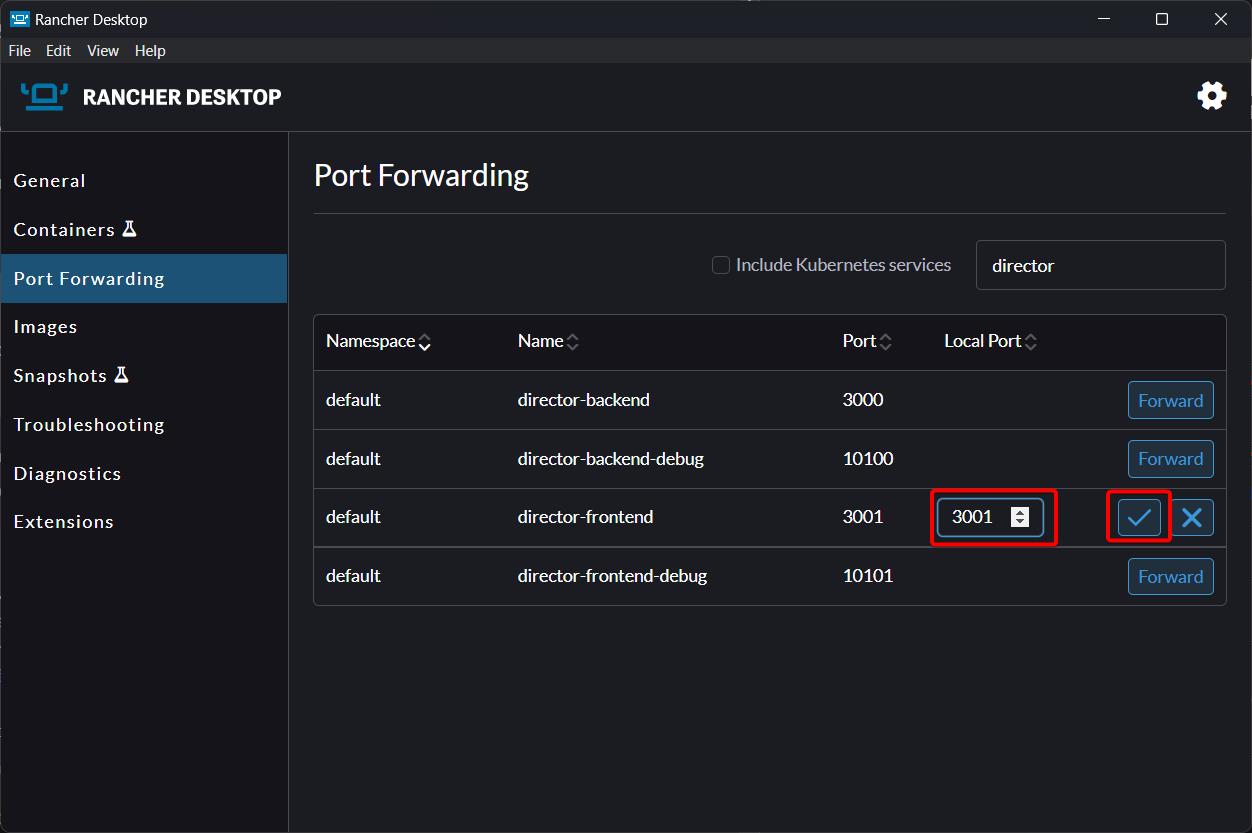 Rancher Desktop
File Edit View Help
RANCHER DESKTOP
General
Containers
Port Forwarding
Images
Snapshots
Troubleshooting
Diagnostics
Extensions
Port Forwarding
Include Kubernetes services director
Namespace Name Port Local Port
default director-backend 3000 Forward
default director-backend-debug 10100 Forward
default director-frontend 3001 3001
default director-frontend-debug 10101 Forward